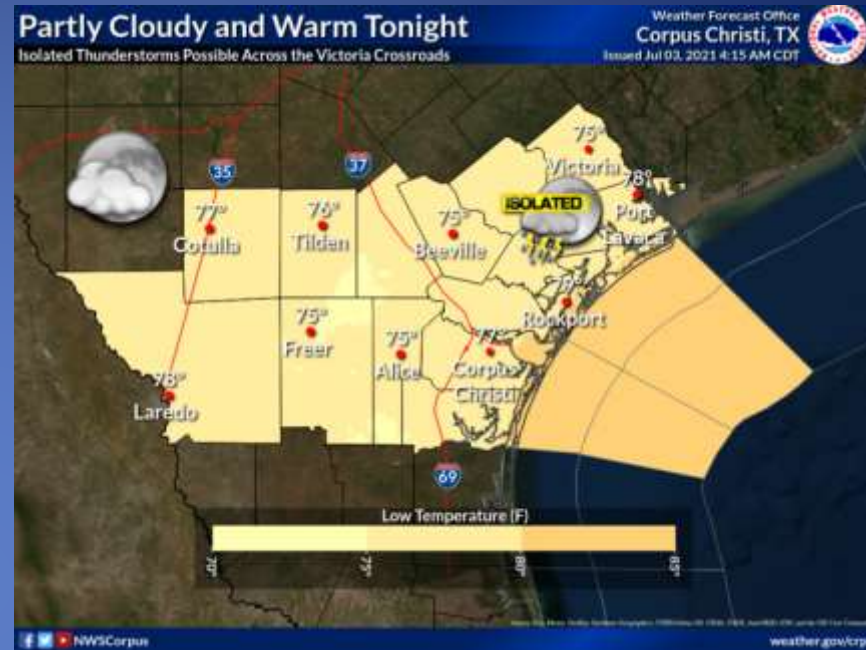 Partly Cloudy and Warm Tonight
Isolated Thunderstorms Possible Across the Victoria Crossroads
Weather Forecast Office
Corpus Christi, TX
Issued Jul 03, 2021 4:15 AM CDT
35
37
75°
Victoria
78°
Port
Lavaca
ISOLATED
77°
Cotulla
76°
Tilden
75°
Beeville
79°
Rockport
75°
Freer
75°
Alice
77°
Corpus
Christi
78°
Laredo
69
Low Temperature (F)
70°
75°
80°
85°
NWSCorpus
weather.gov/crp